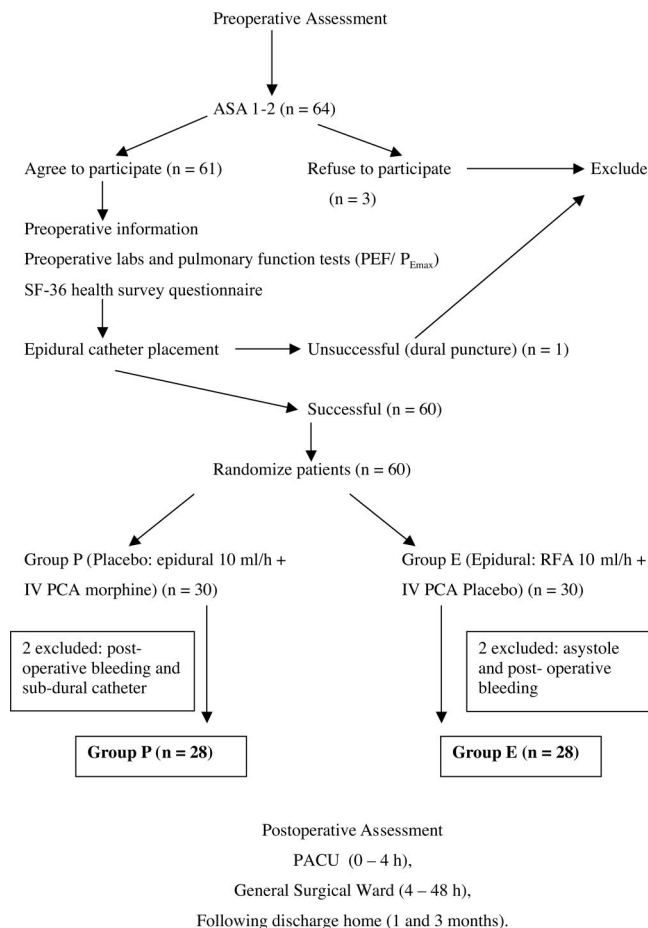 Preoperative Assessment
ASA 1-2 (n = 64)
Agree to participate (n = 61)
Refuse to participate
(n = 3)
Exclude
Preoperative information
Preoperative labs and pulmonary function tests (PEF/ PEmax)
SF-36 health survey questionnaire
Epidural catheter placement
Unsuccessful (dural puncture) (n = 1)
Successful (n = 60)
Randomize patients (n = 60)
Group P (Placebo: epidural 10 ml/h +
IV PCA morphine) (n = 30)
Group E (Epidural: RFA 10 ml/h +
IV PCA Placebo) (n = 30)
2 excluded: post-
operative bleeding and
sub-dural catheter
2 excluded: asystole
and post- operative
bleeding
Group P (n = 28)
Group E (n = 28)
Postoperative Assessment
PACU (0 – 4 h),
General Surgical Ward (4 – 48 h),
Following discharge home (1 and 3 months).